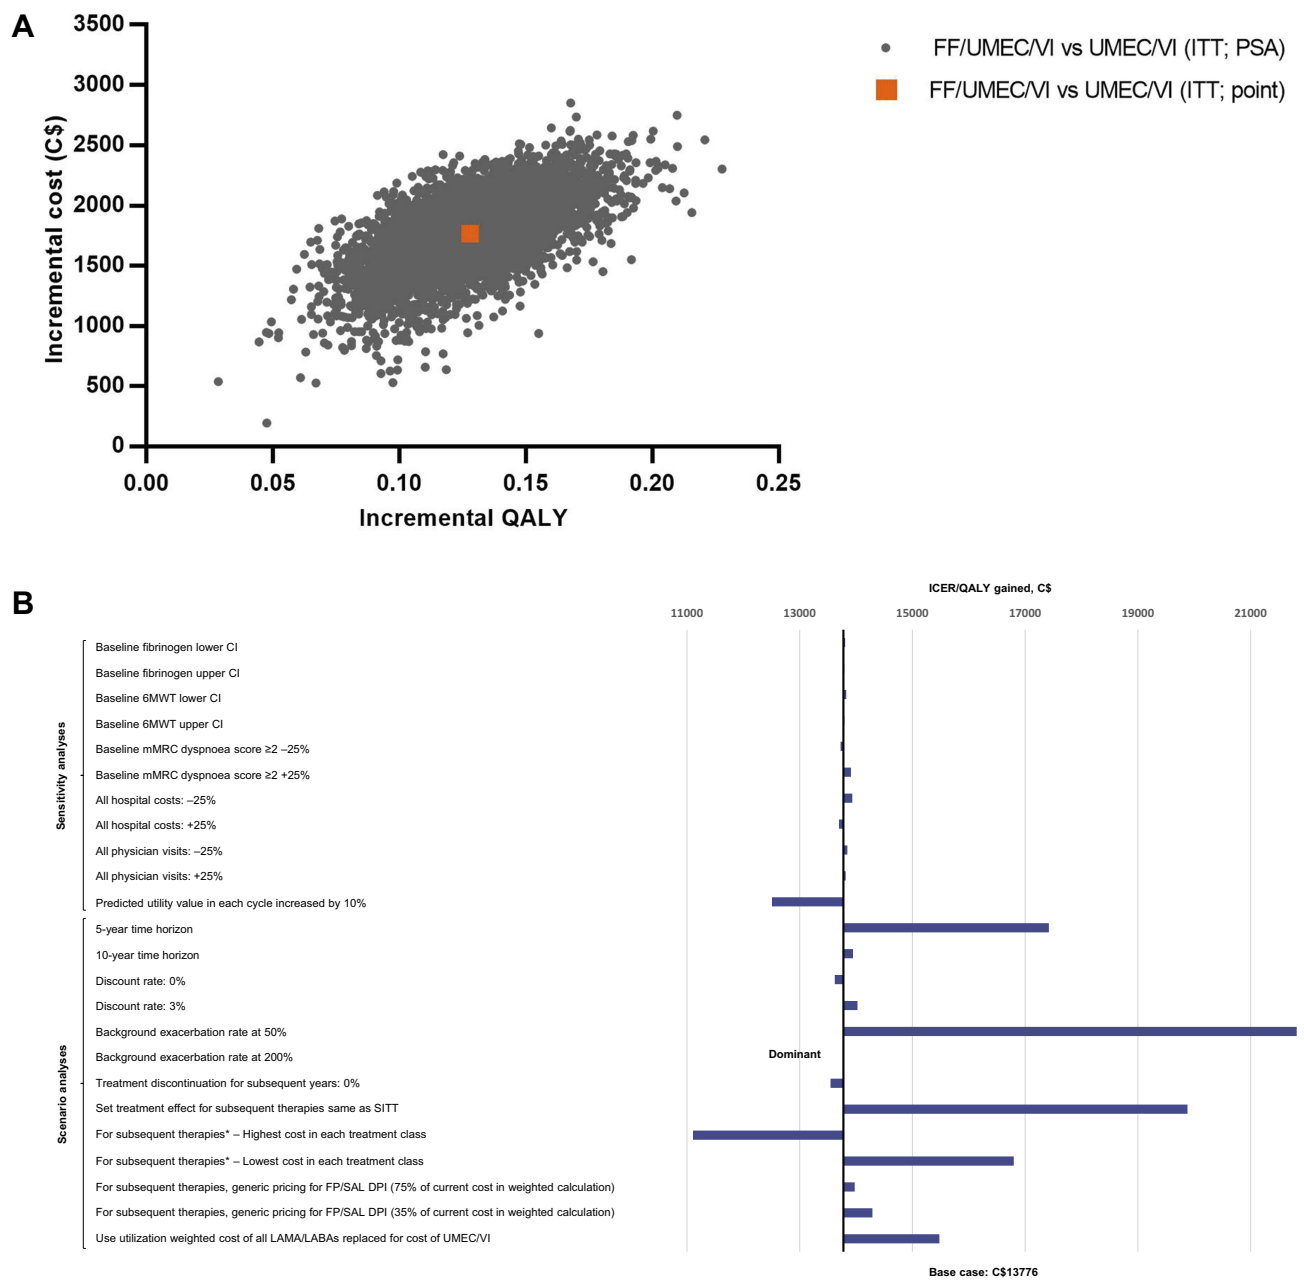 A
3500
3000
2500
2000
1500
1000
500
0
Incremental cost (C$)
0.00 0.05 0.10 0.15 0.20 0.25
Incremental QALY
FF/UMEC/VI vs UMEC/VI (ITT; PSA)
FF/UMEC/VI vs UMEC/VI (ITT; point)
B
ICER/QALY gained, C$
11000 13000 15000 17000 19000 21000
Sensitivity analyses
Baseline fibrinogen lower CI
Baseline fibrinogen upper CI
Baseline 6MWT lower CI
Baseline 6MWT upper CI
Baseline mMRC dyspnoea score ≥2 –25%
Baseline mMRC dyspnoea score ≥2 +25%
All hospital costs: –25%
All hospital costs: +25%
All physician visits: –25%
All physician visits: +25%
Predicted utility value in each cycle increased by 10%
Scenario analyses
5-year time horizon
10-year time horizon
Discount rate: 0%
Discount rate: 3%
Background exacerbation rate at 50%
Background exacerbation rate at 200%
Dominant
Treatment discontinuation for subsequent years: 0%
Set treatment effect for subsequent therapies same as SITT
For subsequent therapies* – Highest cost in each treatment class
For subsequent therapies* – Lowest cost in each treatment class
For subsequent therapies, generic pricing for FP/SAL DPI (75% of current cost in weighted calculation)
For subsequent therapies, generic pricing for FP/SAL DPI (35% of current cost in weighted calculation)
Use utilization weighted cost of all LAMA/LABAs replaced for cost of UMEC/VI
Base case: C$13776